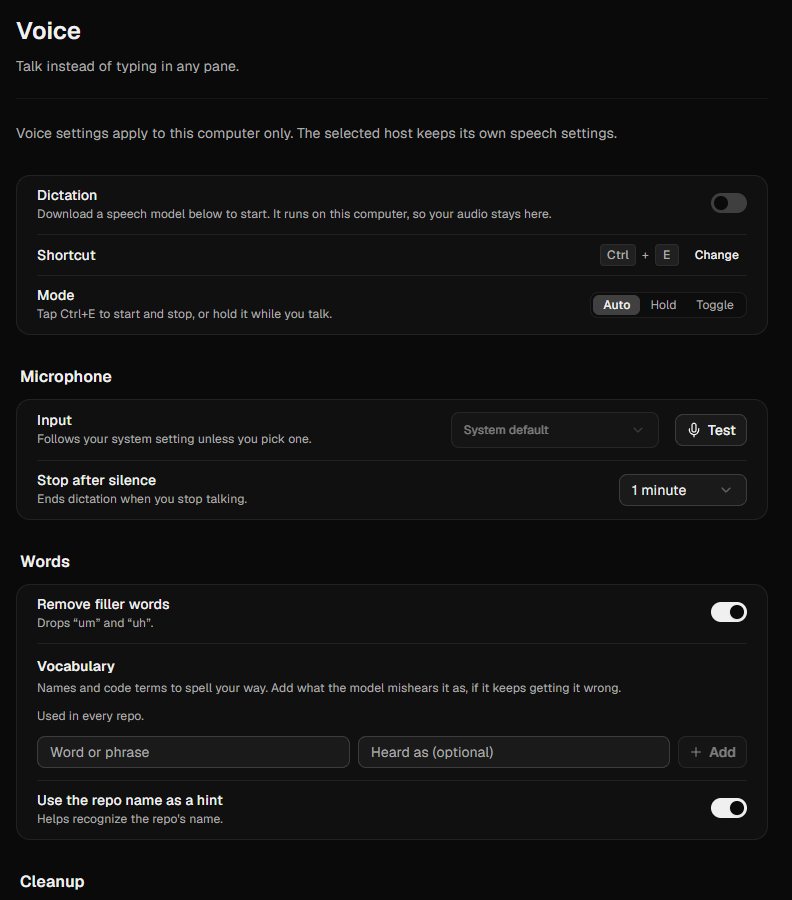 Voice
Talk instead of typing in any pane.
Voice settings apply to this computer only. The selected host keeps its own speech settings.
Dictation
Download a speech model below to start. It runs on this computer, so your audio stays here.
Shortcut
Ctrl + E Change
Mode
Tap Ctrl+E to start and stop, or hold it while you talk.
Auto Hold Toggle
Microphone
Input
Follows your system setting unless you pick one.
System default
Test
Stop after silence
Ends dictation when you stop talking.
1 minute
Words
Remove filler words
Drops “um” and “uh”.
Vocabulary
Names and code terms to spell your way. Add what the model mishears it as, if it keeps getting it wrong.
Used in every repo.
Word or phrase
Heard as (optional)
+ Add
Use the repo name as a hint
Helps recognize the repo's name.
Cleanup